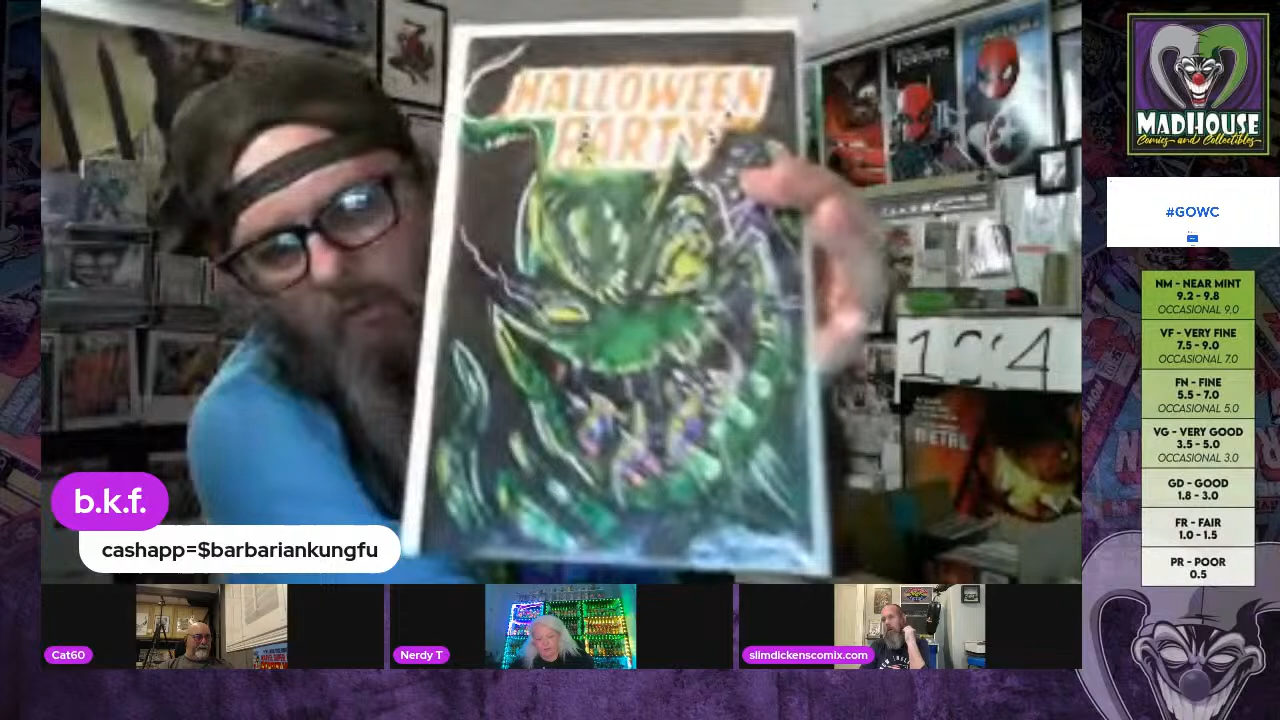 HALLOWEEN
PARTY
METAL
b.k.f.
cashapp=$barbariankungfu
Cat60
Nerdy T
slimdickenscomix.com
MADHOUSE
Comics and Collectibles
#GOWC
NM - NEAR MINT
9.2 - 9.8
OCCASIONAL 9.0
VF - VERY FINE
7.5 - 9.0
OCCASIONAL 7.0
FN - FINE
5.5 - 7.0
OCCASIONAL 5.0
VG - VERY GOOD
3.5 - 5.0
OCCASIONAL 3.0
GD - GOOD
1.8 - 3.0
FR - FAIR
1.0 - 1.5
PR - POOR
0.5